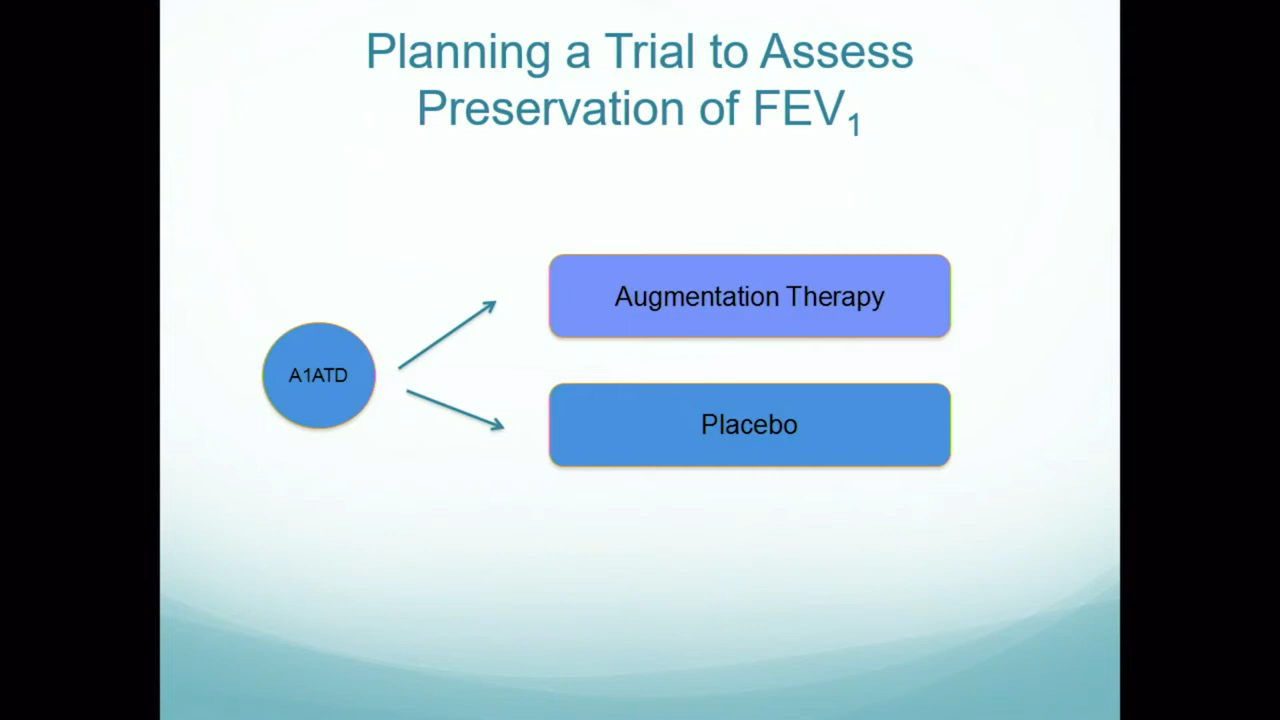 Planning a Trial to Assess
Preservation of FEV₁
Augmentation Therapy
A1ATD
Placebo